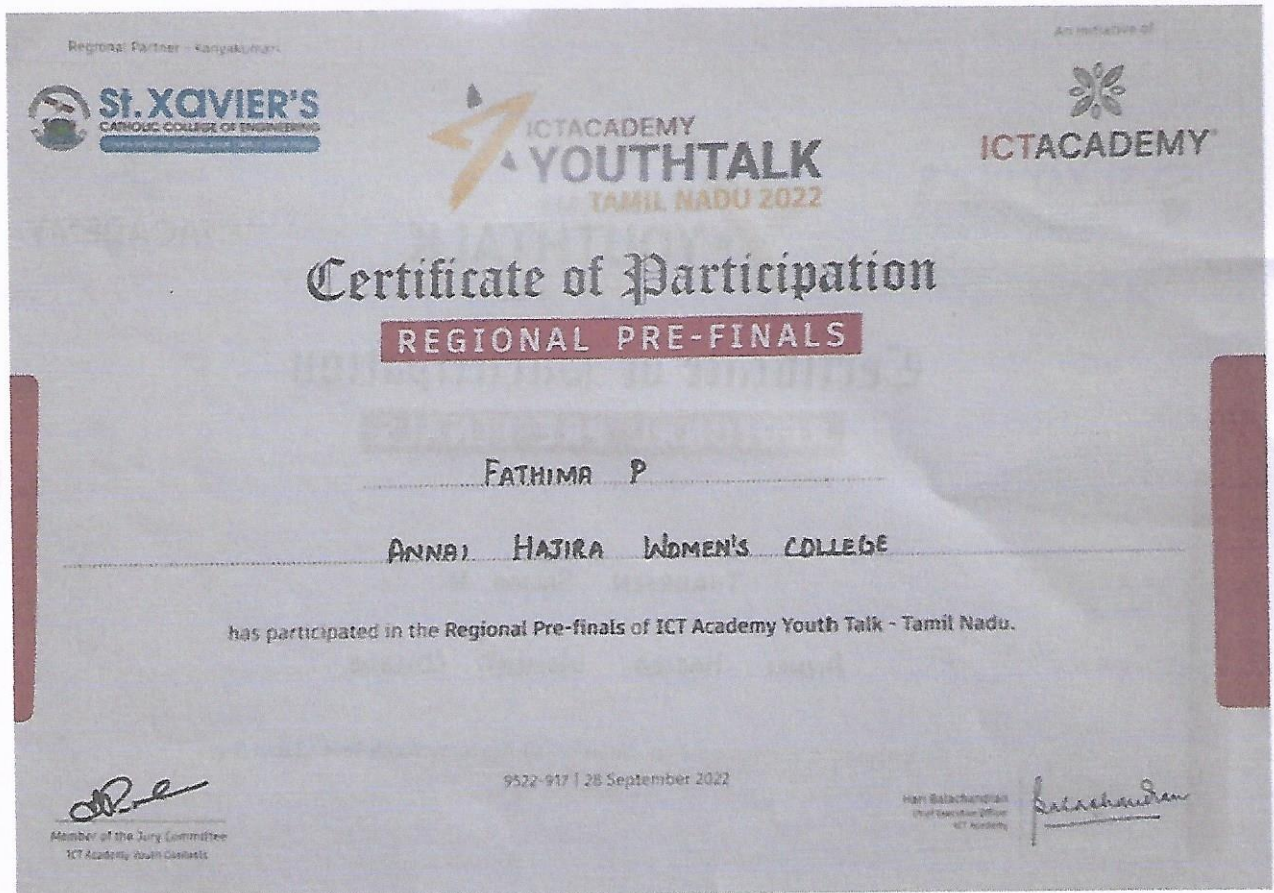 Regional Partner - Kanyakumari
An initiative of
St. XAVIER'S
CATHOLIC COLLEGE OF ENGINEERING
ICTACADEMY
YOUTHTALK
TAMIL NADU 2022
ICTACADEMY
Certificate of Participation
REGIONAL PRE-FINALS
FATHIMA P
ANNAI HAJIRA WOMEN'S COLLEGE
has participated in the Regional Pre-finals of ICT Academy Youth Talk - Tamil Nadu.
9522-917 | 28 September 2022
Member of the Jury Committee
ICT Academy Youth Contests
Hari Balachandran
Chief Executive Officer
ICT Academy
Balachandran